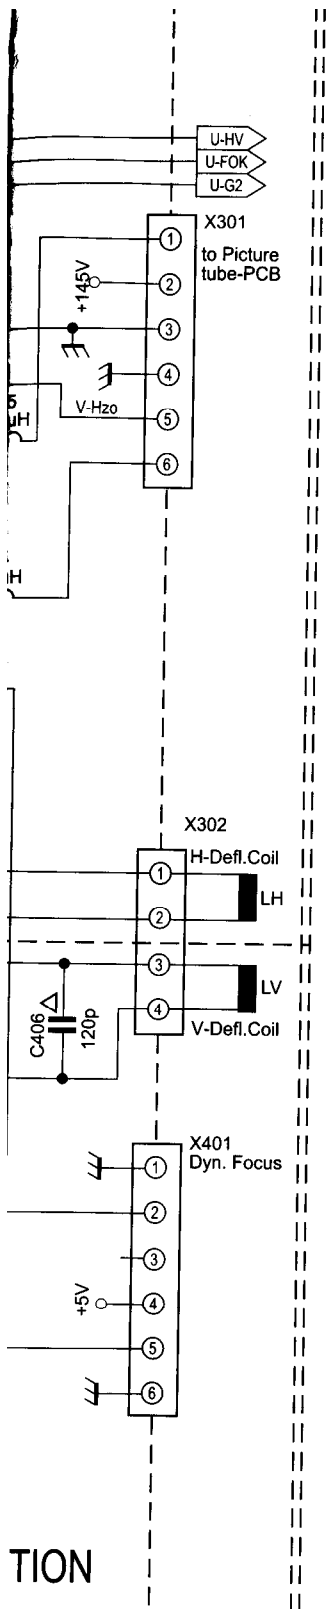 U-HV
U-FOK
U-G2
X301
to Picture
tube-PCB
1
+145V
2
3
4
5
µH
V-Hzo
5
6
H
X302
H-Defl.Coil
1
LH
2
H
3
LV
C406
120p
4
V-Defl.Coil
X401
Dyn. Focus
1
2
3
+5V
4
5
6
TION